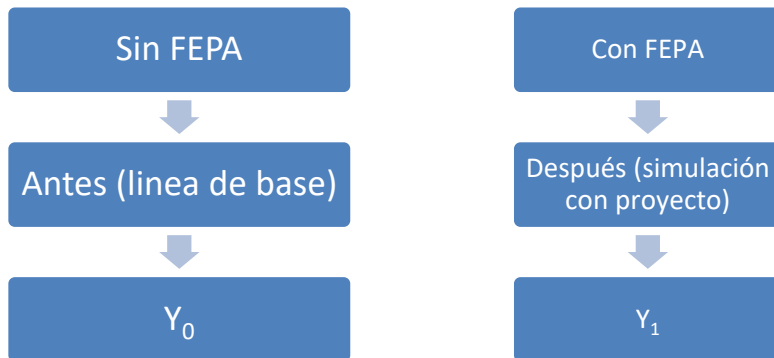 Sin FEPA
Antes (linea de base)
Y₀
Con FEPA
Después (simulación
con proyecto)
Y₁